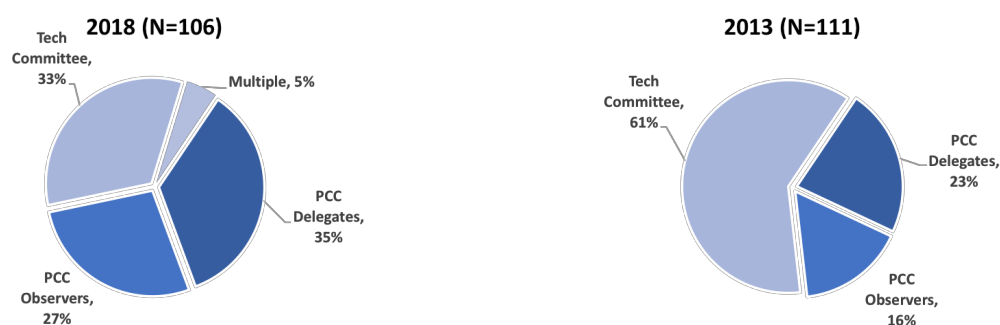 2018 (N=106)
Tech
Committee,
33%
Multiple, 5%
PCC
Delegates,
35%
PCC
Observers,
27%
2013 (N=111)
Tech
Committee,
61%
PCC
Delegates,
23%
PCC
Observers,
16%